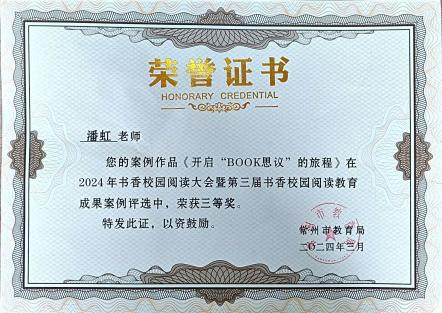 荣誉证书
HONORARY CREDENTIAL
潘虹 老师
您的案例作品《开启“BOOK思议”的旅程》在
2024年书香校园阅读大会暨第三届书香校园阅读教育
成果案例评选中，荣获三等奖。
特发此证，以资鼓励。
常州市教育局
二〇二四年三月